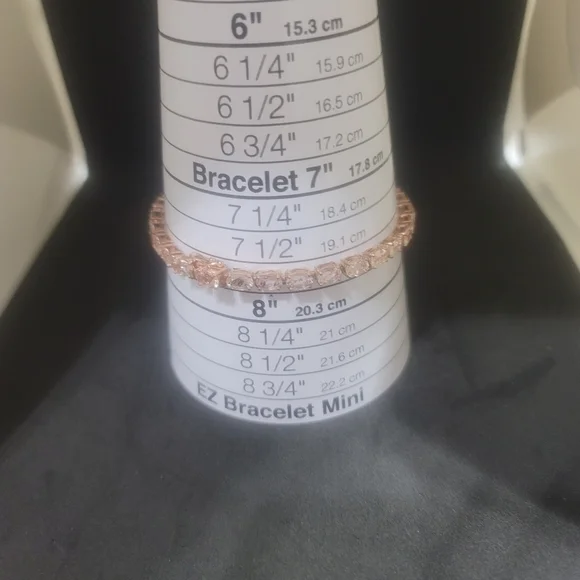 6" 15.3 cm
6 1/4" 15.9 cm
6 1/2" 16.5 cm
6 3/4" 17.2 cm
Bracelet 7" 17.8 cm
7 1/4" 18.4 cm
7 1/2" 19.1 cm
8" 20.3 cm
8 1/4" 21 cm
8 1/2" 21.6 cm
8 3/4" 22.2 cm
EZ Bracelet Mini